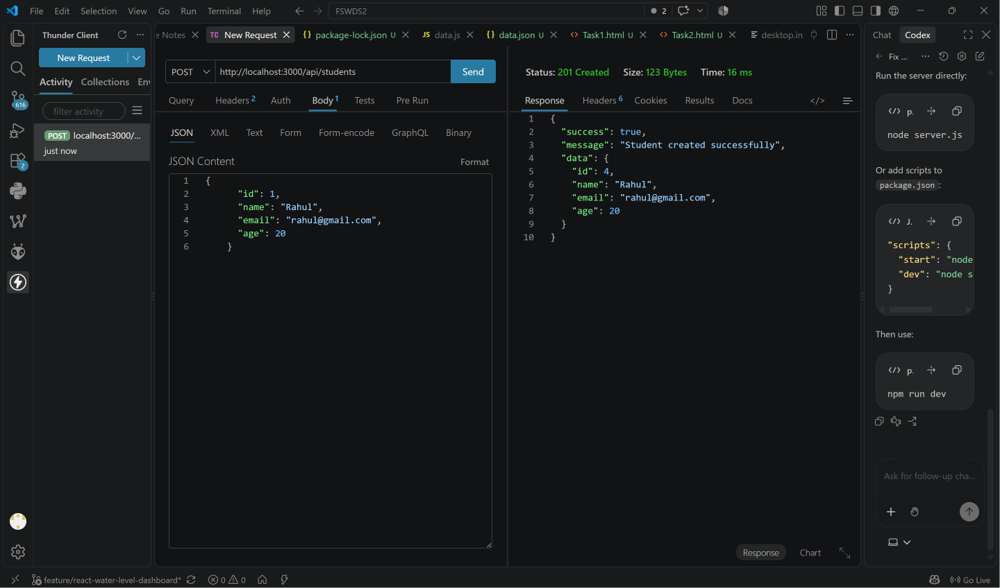 File Edit Selection View Go Run Terminal Help FSWDS2 2
Thunder Client
New Request
Activity Collections En
filter activity
POST localhost:3000/...
just now
616
2
e Notes TC New Request {} package-lock.json U JS data.js {} data.json U <> Task1.html U <> Task2.html U desktop.in
POST http://localhost:3000/api/students Send
Query Headers 2 Auth Body 1 Tests Pre Run
JSON XML Text Form Form-encode GraphQL Binary
JSON Content Format
1 {
2 "id": 1,
3 "name": "Rahul",
4 "email": "rahul@gmail.com",
5 "age": 20
6 }
Status: 201 Created Size: 123 Bytes Time: 16 ms
Response Headers 6 Cookies Results Docs </>
1 {
2 "success": true,
3 "message": "Student created successfully",
4 "data": {
5 "id": 4,
6 "name": "Rahul",
7 "email": "rahul@gmail.com",
8 "age": 20
9 }
10 }
Response Chart
Chat Codex
Fix ...
Run the server directly:
</> p.
node server.js
Or add scripts to
package.json:
</> J.
"scripts": {
"start": "node
"dev": "node s
}
Then use:
</> p.
npm run dev
Ask for follow-up cha...
feature/react-water-level-dashboard* 0 0 Go Live